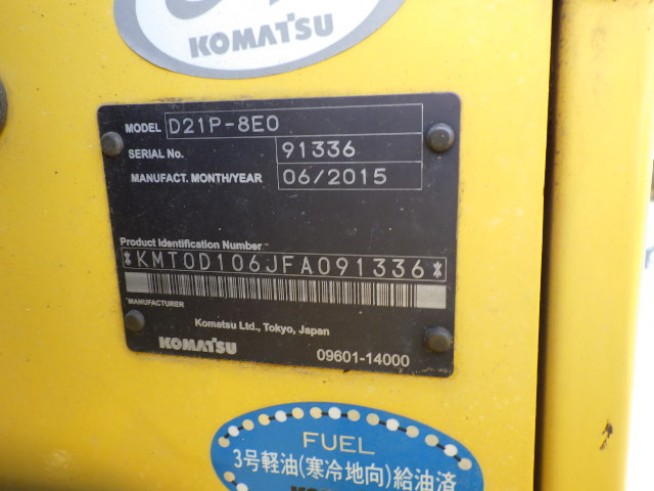 KOMATSU
MODEL D21P-8E0
SERIAL No. 91336
MANUFACT. MONTH/YEAR 06/2015
Product Identification Number
*KMT0D106JFA091336*
*MANUFACTURER
Komatsu Ltd., Tokyo, Japan
KOMATSU 09601-14000
FUEL
3号軽油(寒冷地向)給油済